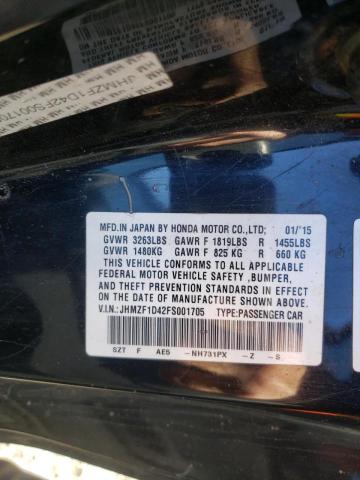 JHMZF1D42FS001705
MFD. IN JAPAN BY HONDA MOTOR CO.,LTD; 01/'15
GVWR 3263LBS GAWR F 1819LBS R 1455LBS
GVWR 1480KG GAWR F 825 KG R 660 KG
THIS VEHICLE CONFORMS TO ALL APPLICABLE
FEDERAL MOTOR VEHICLE SAFETY ,BUMPER,
AND THEFT PREVENTION STANDARDS IN EFFECT
ON THE DATE OF MANUFACTURE SHOWN ABOVE.
V.I.N.:JHMZF1D42FS001705 TYPE:PASSENGER CAR
SZT F AE5 -NH731PX -Z -S